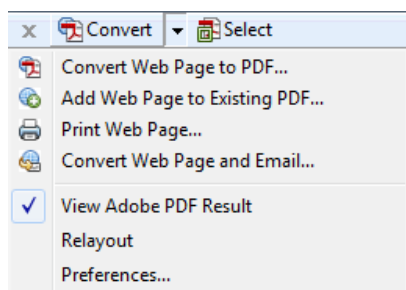 Convert Select
Convert Web Page to PDF...
Add Web Page to Existing PDF...
Print Web Page...
Convert Web Page and Email...
View Adobe PDF Result
Relayout
Preferences...